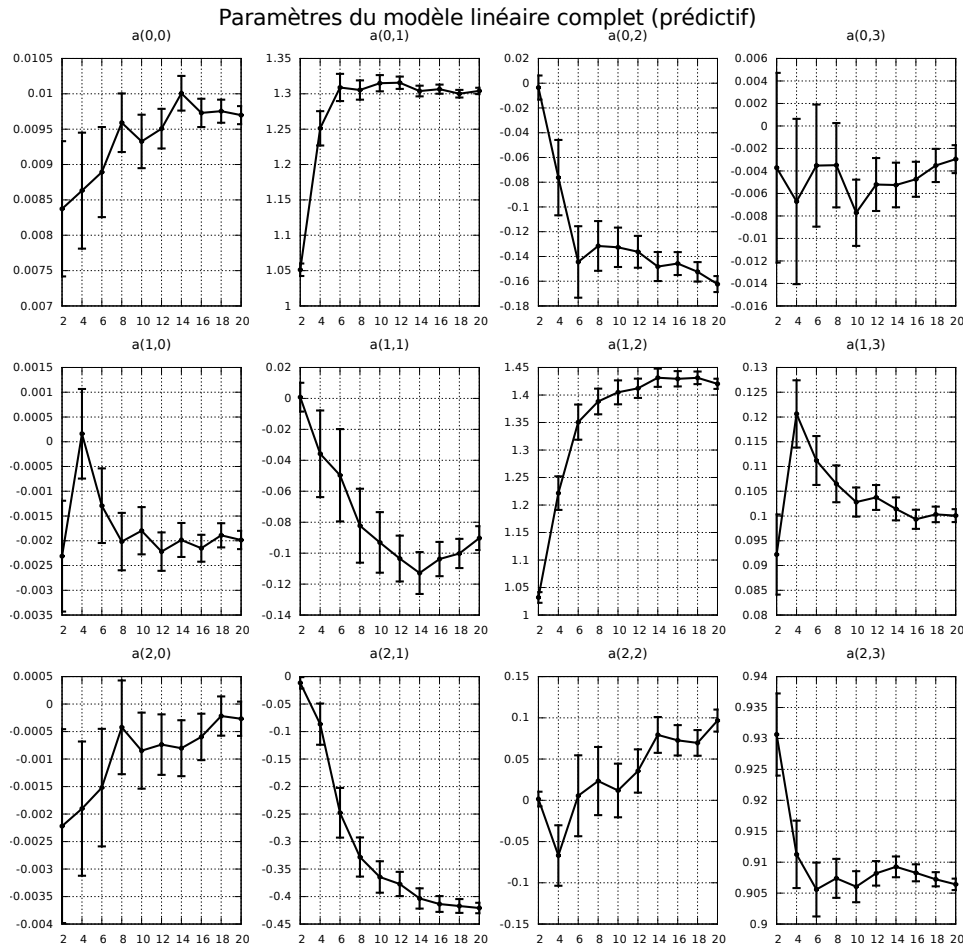 Paramètres du modèle linéaire complet (prédictif)
a(0,0) a(0,1) a(0,2) a(0,3)
0.0105 1.35 0.02 0.006
0.01 1.3 0 0.004
0.0095 1.25 -0.02 0.002
0.009 1.2 -0.04 0
0.0085 1.15 -0.06 -0.002
0.008 1.1 -0.08 -0.004
0.0075 1.05 -0.1 -0.006
0.007 1 -0.12 -0.008
-0.14 -0.01
-0.16 -0.012
-0.18 -0.014
-0.016
2 4 6 8 10 12 14 16 18 20 2 4 6 8 10 12 14 16 18 20 2 4 6 8 10 12 14 16 18 20 2 4 6 8 10 12 14 16 18 20
a(1,0) a(1,1) a(1,2) a(1,3)
0.0015 0.02 1.45 0.13
0.001 0 1.4 0.12
0.0005 -0.02 1.35 0.115
0 -0.04 1.3 0.11
-0.0005 -0.06 1.25 0.105
-0.001 -0.08 1.2 0.1
-0.0015 -0.1 1.15 0.095
-0.002 -0.12 1.1 0.09
-0.0025 -0.14 1.05 0.085
-0.003 1 0.08
-0.0035
2 4 6 8 10 12 14 16 18 20 2 4 6 8 10 12 14 16 18 20 2 4 6 8 10 12 14 16 18 20 2 4 6 8 10 12 14 16 18 20
a(2,0) a(2,1) a(2,2) a(2,3)
0.0005 0 0.15 0.94
0 -0.05 0.1 0.935
-0.0005 -0.1 0.05 0.93
-0.001 -0.15 0 0.925
-0.0015 -0.2 -0.05 0.92
-0.002 -0.25 -0.1 0.915
-0.0025 -0.3 -0.15 0.91
-0.003 -0.35 0.905
-0.0035 -0.4 0.9
-0.004 -0.45
2 4 6 8 10 12 14 16 18 20 2 4 6 8 10 12 14 16 18 20 2 4 6 8 10 12 14 16 18 20 2 4 6 8 10 12 14 16 18 20